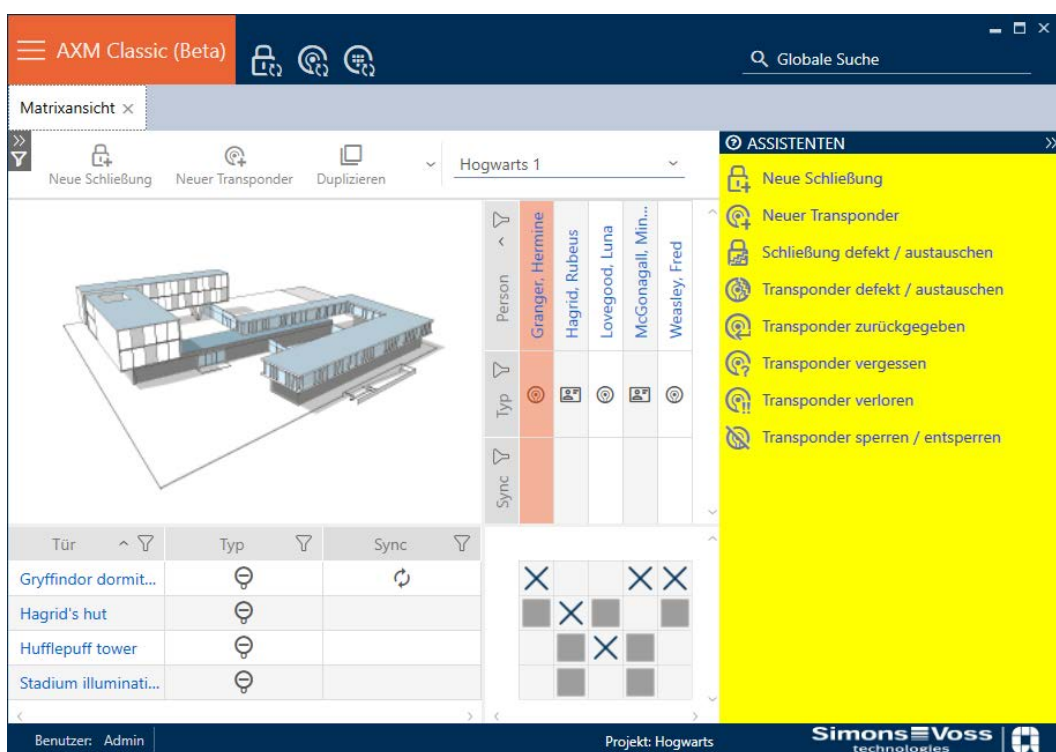 AXM Classic (Beta)
Globale Suche
Matrixansicht
Neue Schließung
Neuer Transponder
Duplizieren
Hogwarts 1
Person
Granger, Hermine
Hagrid, Rubeus
Lovegood, Luna
McGonagall, Min...
Weasley, Fred
Typ
Sync
Tür Typ Sync
Gryffindor dormit...
Hagrid's hut
Hufflepuff tower
Stadium illuminati...
ASSISTENTEN
Neue Schließung
Neuer Transponder
Schließung defekt / austauschen
Transponder defekt / austauschen
Transponder zurückgegeben
Transponder vergessen
Transponder verloren
Transponder sperren / entsperren
Benutzer: Admin
Projekt: Hogwarts
Simons Voss
technologies